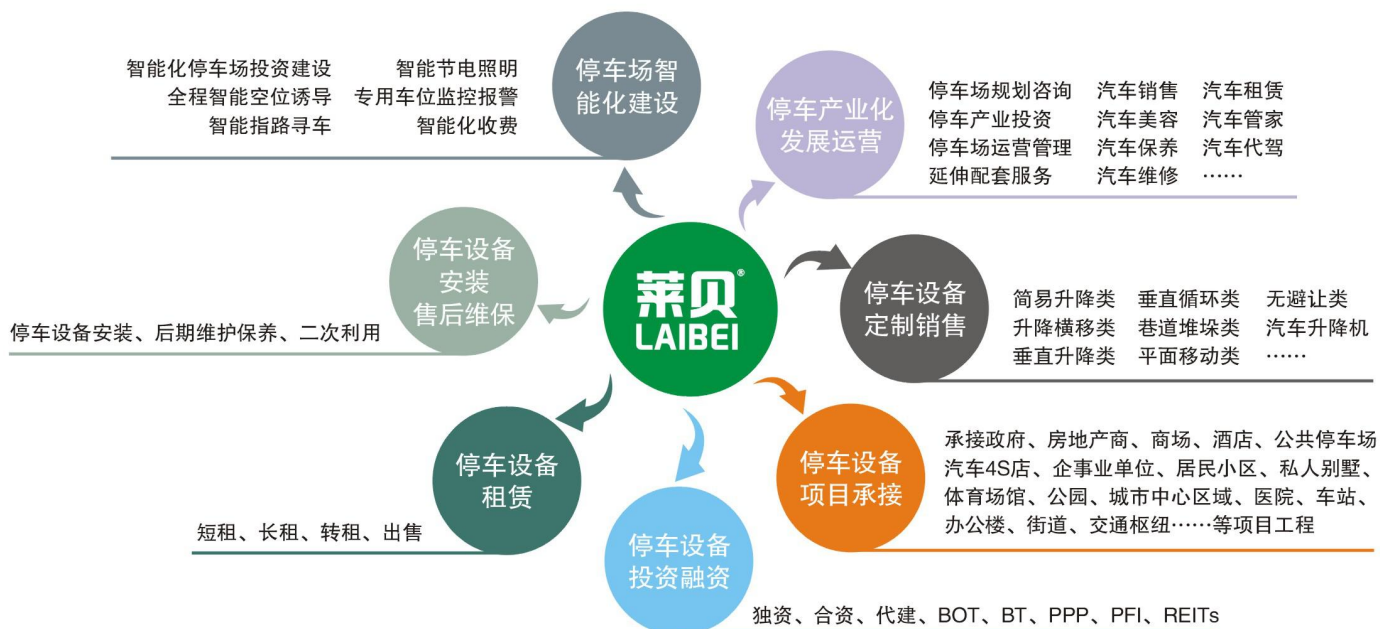 停车场智
能化建设
智能化停车场投资建设 智能节电照明
全程智能空位诱导 专用车位监控报警
智能指路寻车 智能化收费
停车产业化
发展运营
停车场规划咨询 汽车销售 汽车租赁
停车产业投资 汽车美容 汽车管家
停车场运营管理 汽车保养 汽车代驾
延伸配套服务 汽车维修 ……
停车设备
安装
售后维保
停车设备安装、后期维护保养、二次利用
莱贝®
LAIBEI
停车设备
定制销售
简易升降类 垂直循环类 无避让类
升降横移类 巷道堆垛类 汽车升降机
垂直升降类 平面移动类 ……
停车设备
租赁
短租、长租、转租、出售
停车设备
项目承接
承接政府、房地产商、商场、酒店、公共停车场
汽车4S店、企事业单位、居民小区、私人别墅、
体育场馆、公园、城市中心区域、医院、车站、
办公楼、街道、交通枢纽……等项目工程
停车设备
投资融资
独资、合资、代建、BOT、BT、PPP、PFI、REITs